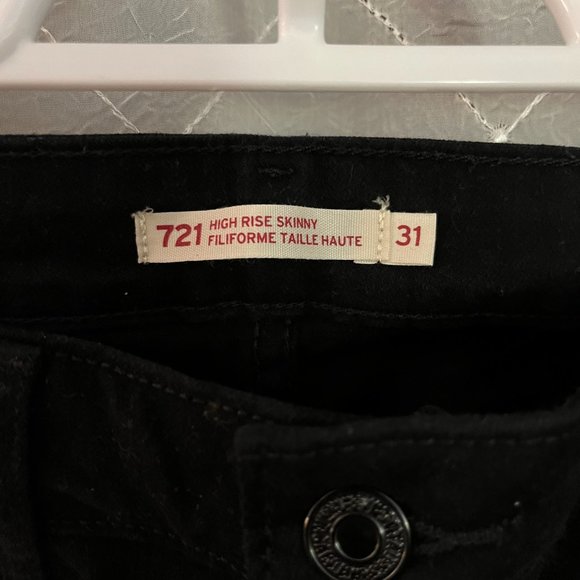 721 HIGH RISE SKINNY
FILIFORME TAILLE HAUTE
31